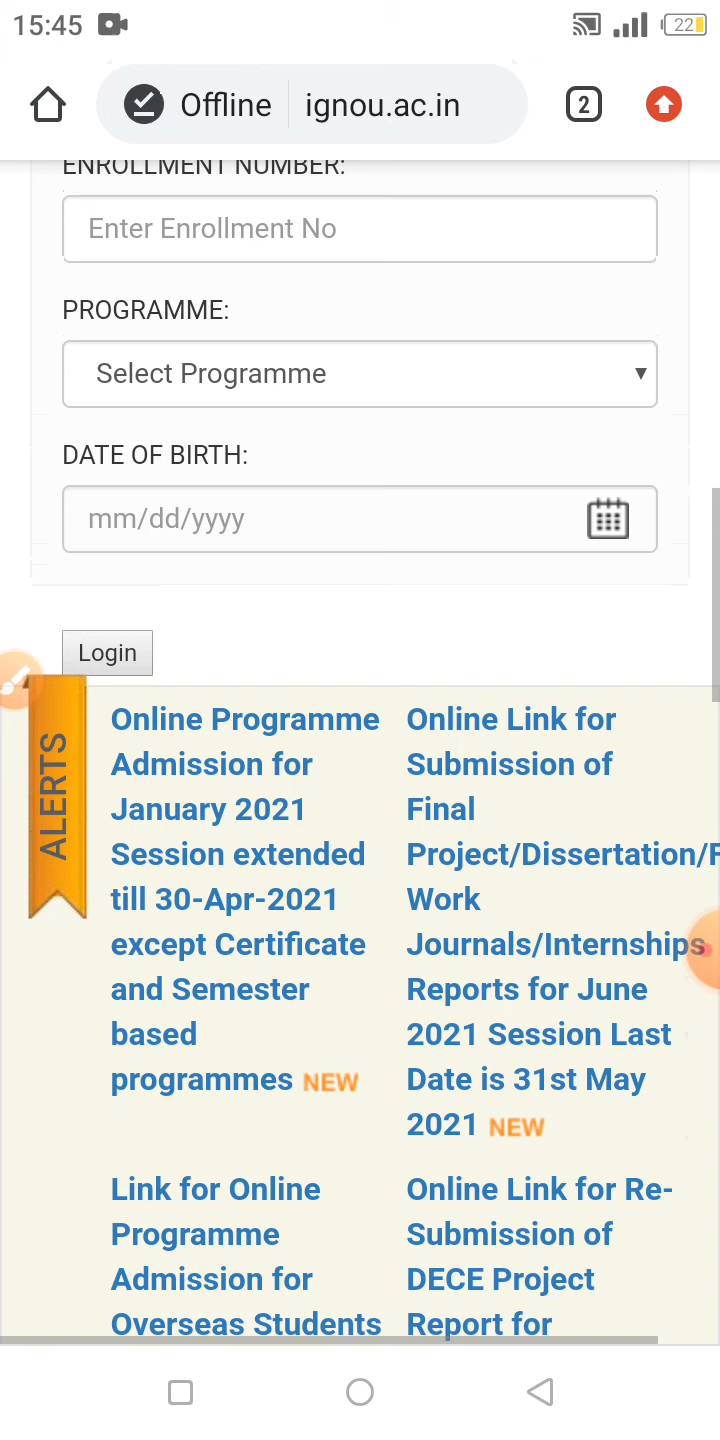 15:45
22
Offline ignou.ac.in
2
ENROLLMENT NUMBER:
Enter Enrollment No
PROGRAMME:
Select Programme
DATE OF BIRTH:
mm/dd/yyyy
Login
ALERTS
Online Programme
Admission for
January 2021
Session extended
till 30-Apr-2021
except Certificate
and Semester
based
programmes NEW
Online Link for
Submission of
Final
Project/Dissertation/F
Work
Journals/Internships
Reports for June
2021 Session Last
Date is 31st May
2021 NEW
Link for Online
Programme
Admission for
Overseas Students
Online Link for Re-
Submission of
DECE Project
Report for